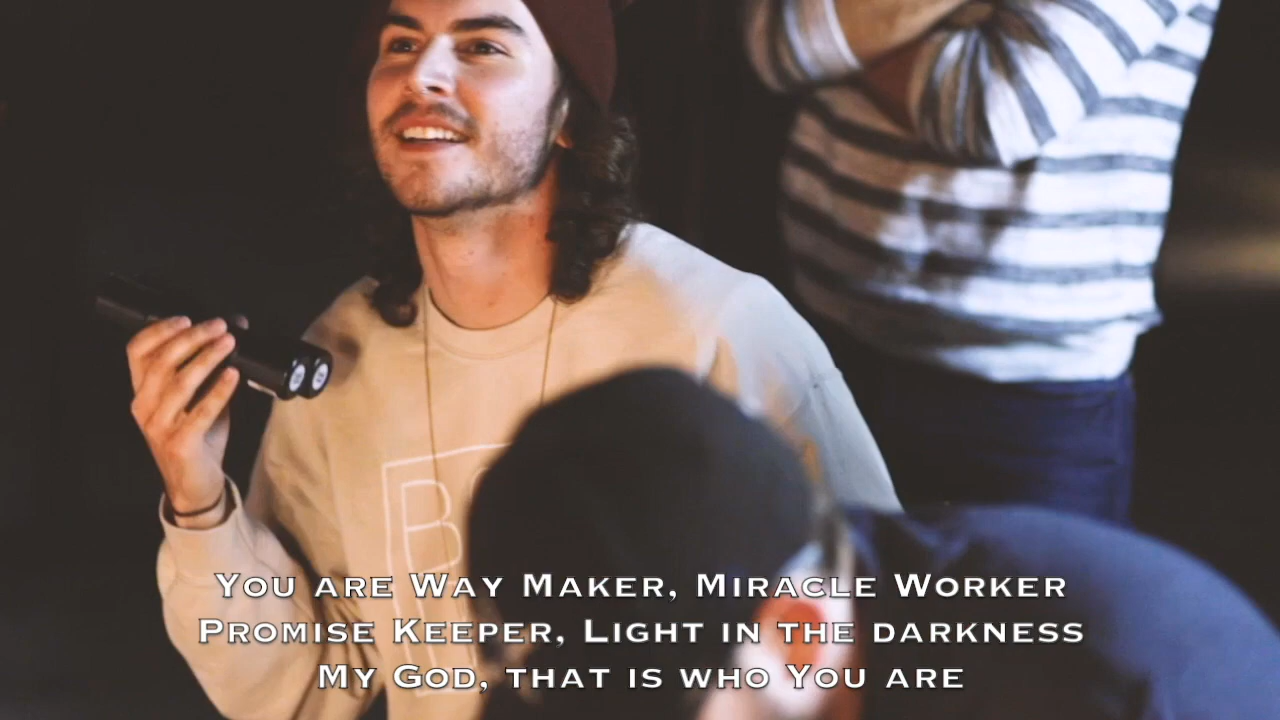 B
You are Way Maker, Miracle Worker
Promise Keeper, Light in the darkness
My God, that is who You are